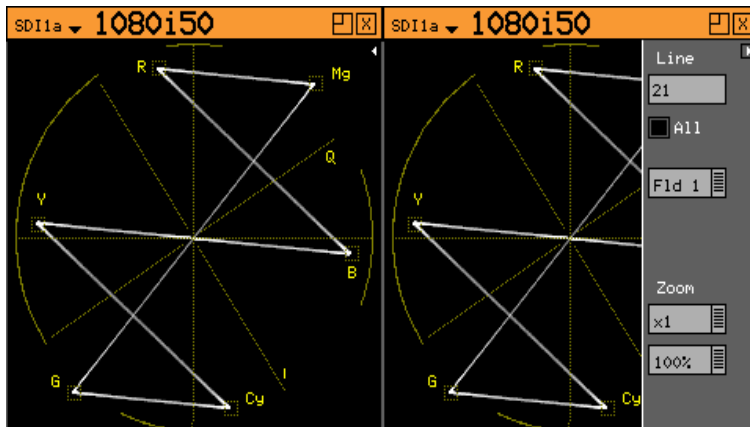 SDI1a 1080i50
R
Mg
Q
Y
B
I
G
Cy
SDI1a 1080i50
R
Y
G
Cy
Line
21
All
Fld 1
Zoom
x1
100%